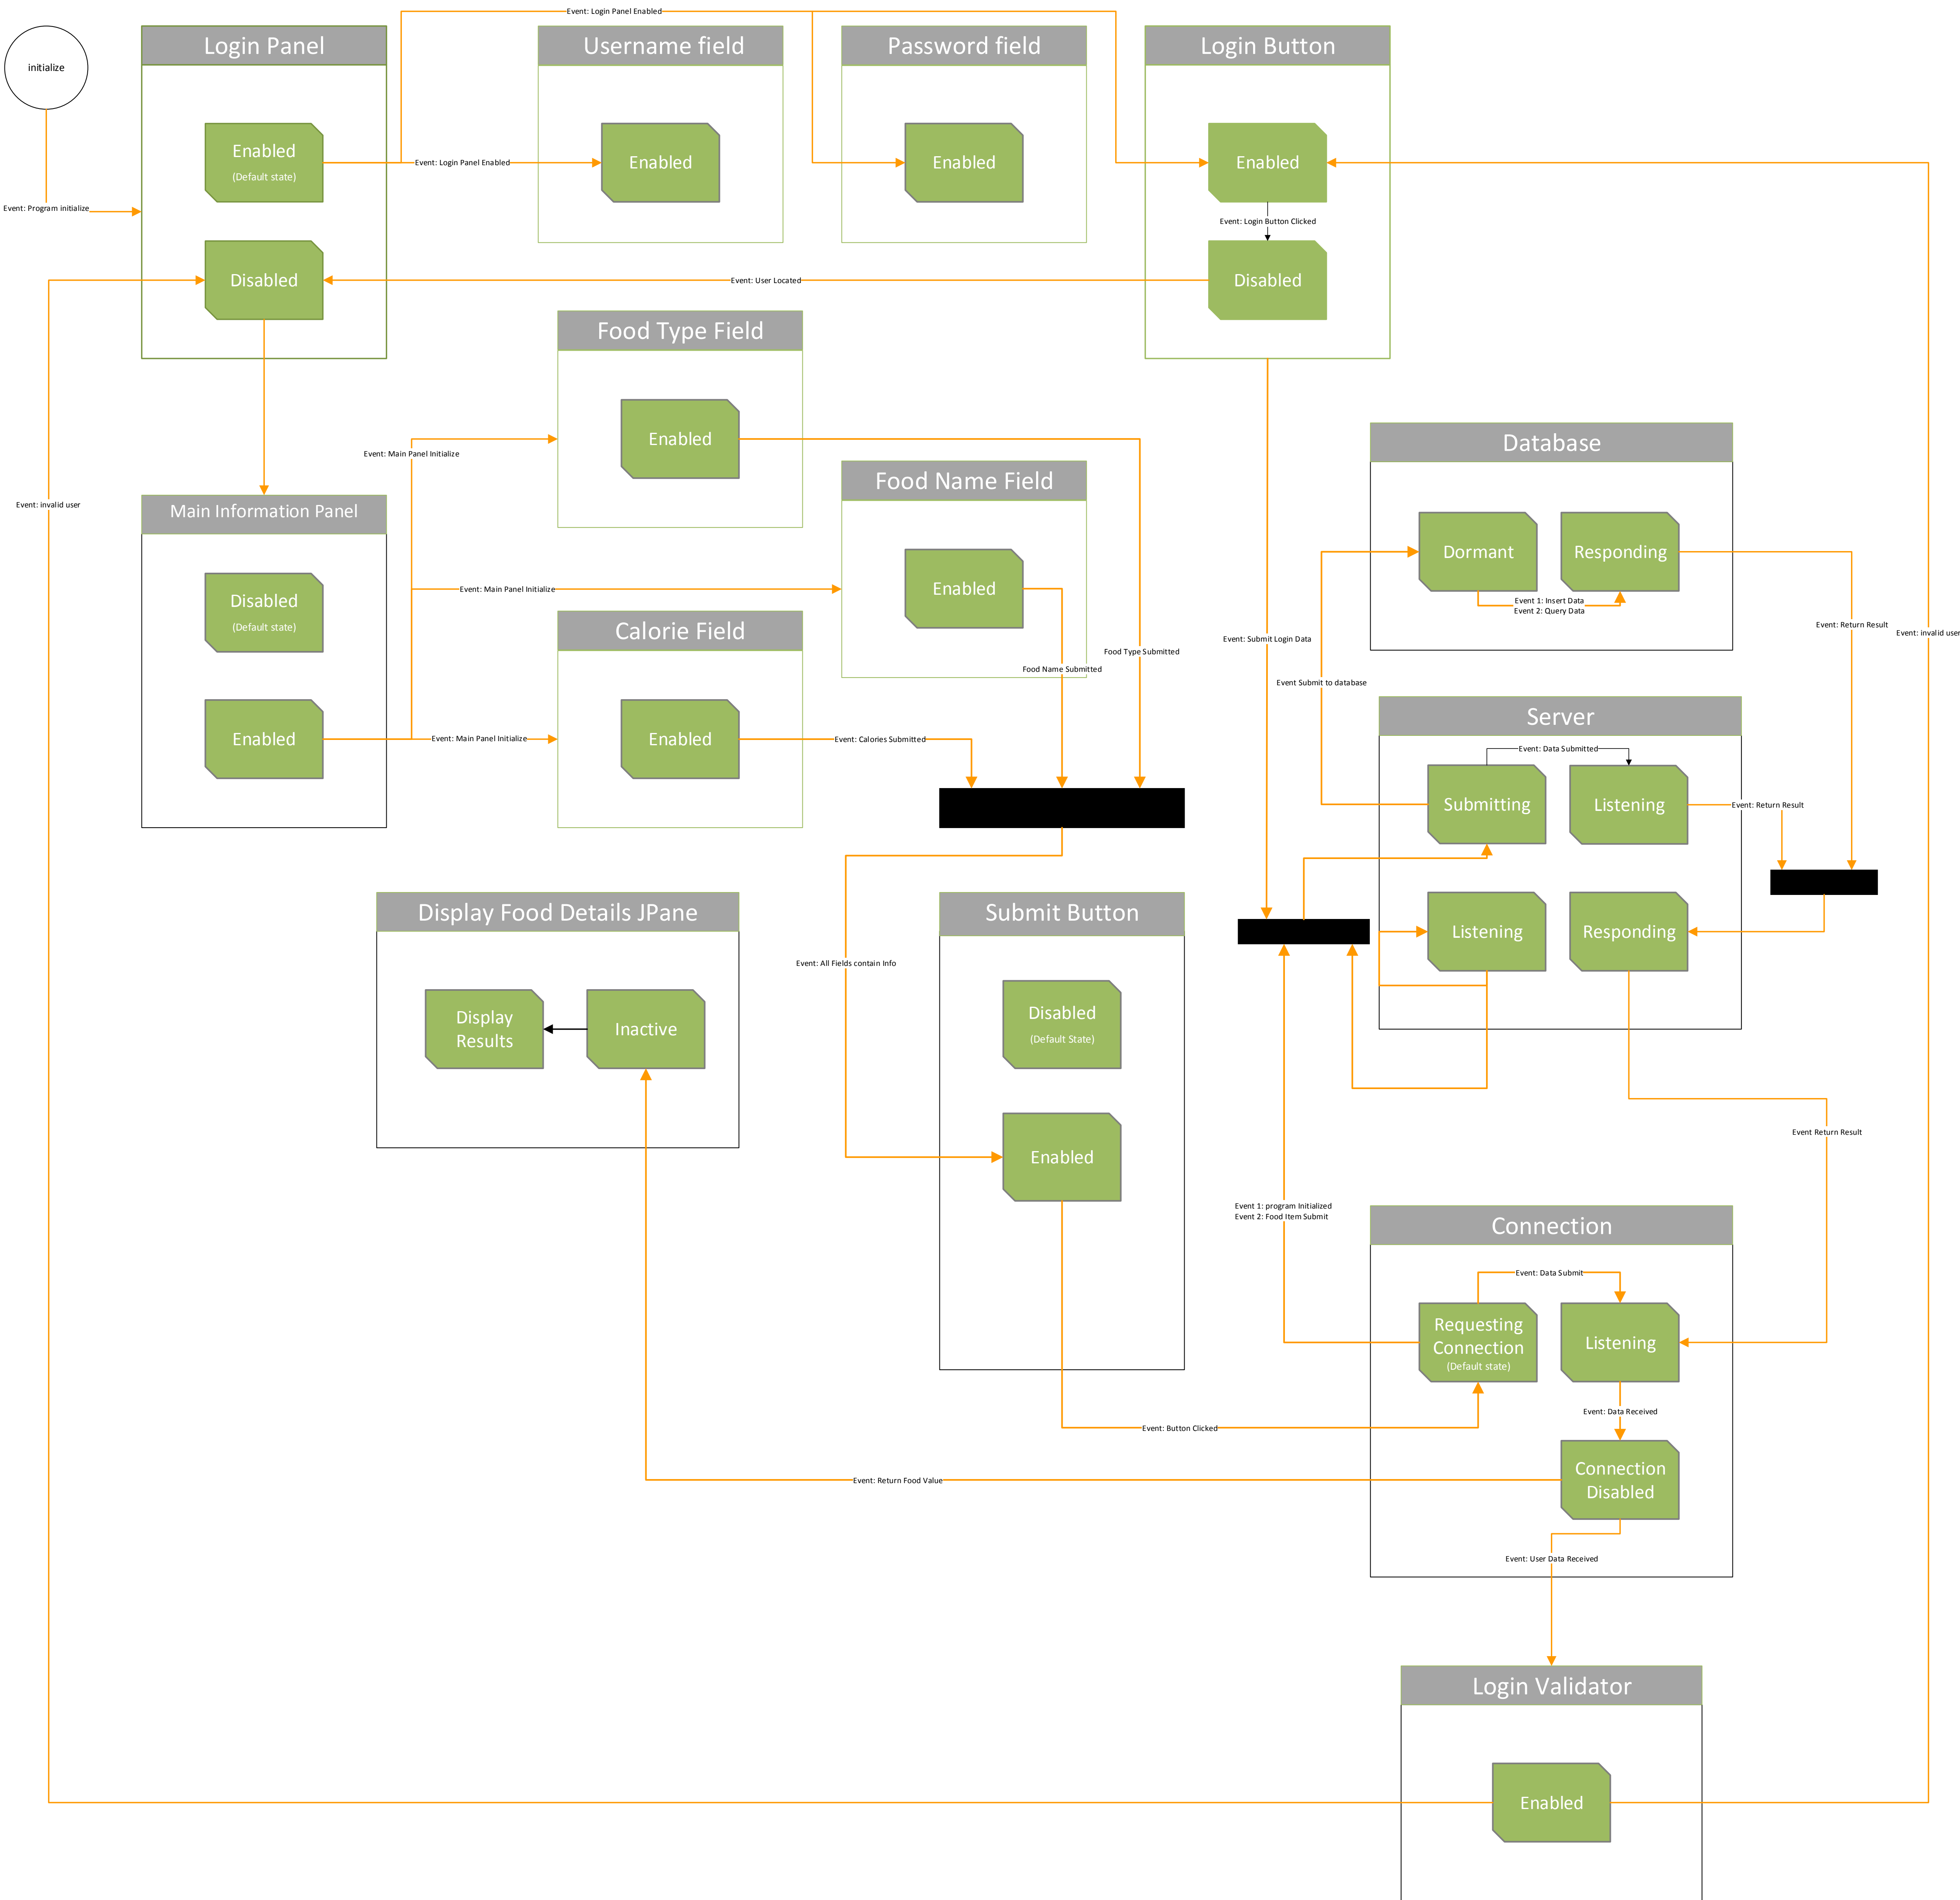 Event: Login Panel Enabled
initialize
Login Panel
Username field
Password field
Login Button
Enabled
(Default state)
Event: Login Panel Enabled
Enabled
Enabled
Enabled
Event: Program initialize
Event: Login Button Clicked
Disabled
Event: User Located
Disabled
Food Type Field
Enabled
Event: Main Panel Initialize
Database
Food Name Field
Event: invalid user
Main Information Panel
Dormant
Responding
Disabled
(Default state)
Event: Main Panel Initialize
Enabled
Event 1: Insert Data
Event 2: Query Data
Event: Return Result
Event: invalid user
Calorie Field
Event: Submit Login Data
Food Type Submitted
Food Name Submitted
Event Submit to database
Server
Enabled
Event: Main Panel Initialize
Enabled
Event: Calories Submitted
Event: Data Submitted
Submitting
Listening
Event: Return Result
Display Food Details JPane
Submit Button
Listening
Responding
Event: All Fields contain Info
Disabled
(Default State)
Display
Results
Inactive
Event Return Result
Enabled
Event 1: program Initialized
Event 2: Food Item Submit
Connection
Event: Data Submit
Requesting
Connection
(Default state)
Listening
Event: Data Received
Event: Button Clicked
Connection
Disabled
Event: Return Food Value
Event: User Data Received
Login Validator
Enabled